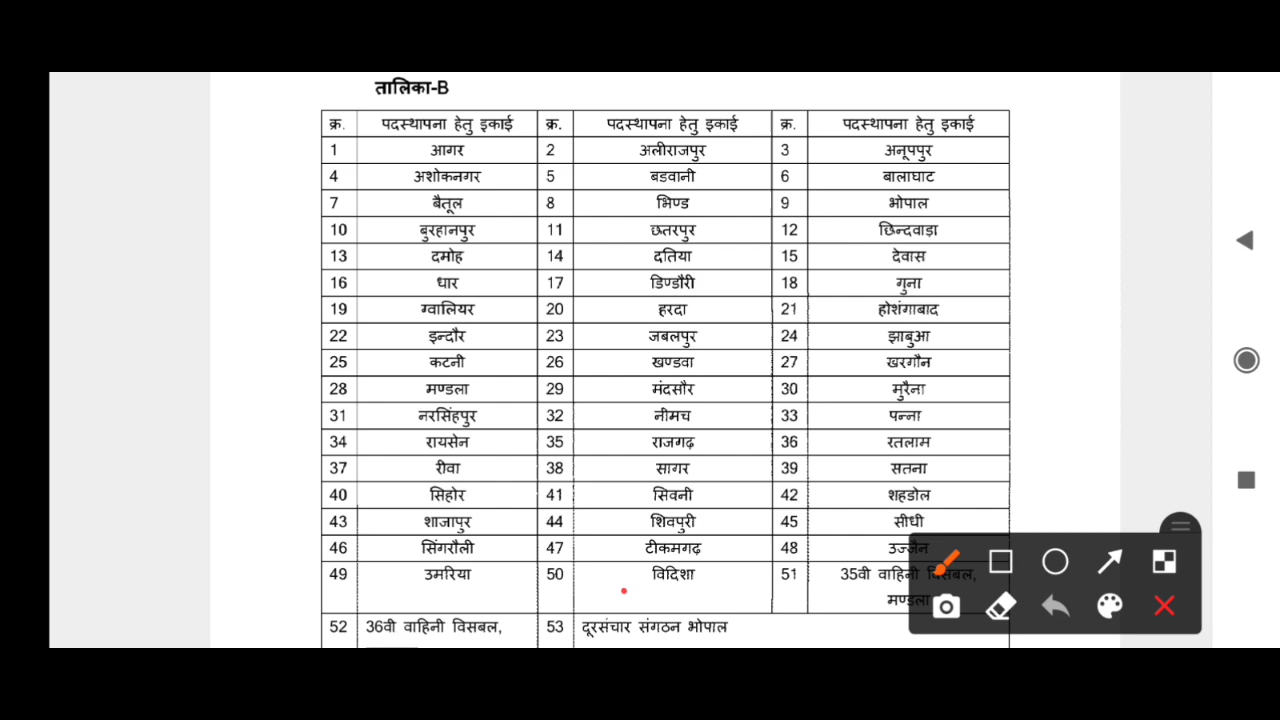 तालिका-B
क्र. पदस्थापना हेतु इकाई क्र. पदस्थापना हेतु इकाई क्र. पदस्थापना हेतु इकाई
1 आगर 2 अलीराजपुर 3 अनूपपुर
4 अशोकनगर 5 बडवानी 6 बालाघाट
7 बैतूल 8 भिण्ड 9 भोपाल
10 बुरहानपुर 11 छतरपुर 12 छिन्दवाड़ा
13 दमोह 14 दतिया 15 देवास
16 धार 17 डिण्डौरी 18 गुना
19 ग्वालियर 20 हरदा 21 होशंगाबाद
22 इन्दौर 23 जबलपुर 24 झाबुआ
25 कटनी 26 खण्डवा 27 खरगौन
28 मण्डला 29 मंदसौर 30 मुरैना
31 नरसिंहपुर 32 नीमच 33 पन्ना
34 रायसेन 35 राजगढ़ 36 रतलाम
37 रीवा 38 सागर 39 सतना
40 सिहोर 41 सिवनी 42 शहडोल
43 शाजापुर 44 शिवपुरी 45 सीधी
46 सिंगरौली 47 टीकमगढ़ 48 उज्जैन
49 उमरिया 50 विदिशा 51 35वी वाहिनी विसबल,
मण्डला
52 36वी वाहिनी विसबल, 53 दूरसंचार संगठन भोपाल